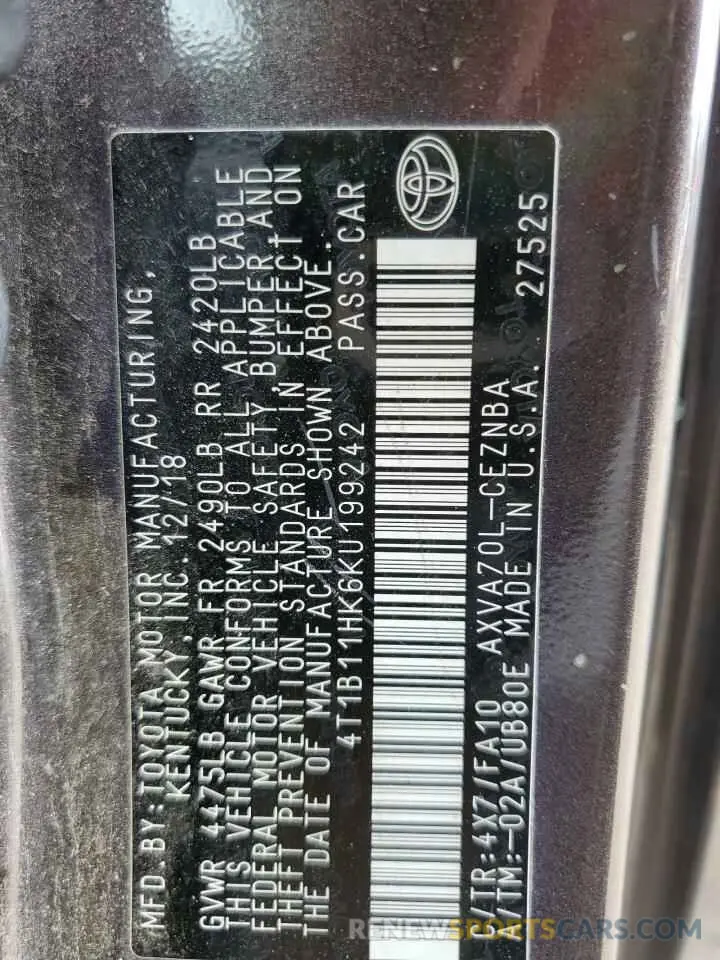 MFD.BY:TOYOTA MOTOR MANUFACTURING,
KENTUCKY,INC. 12/18
GVWR 4475LB GAWR FR 2490LB RR 2420LB
THIS VEHICLE CONFORMS TO ALL APPLICABLE
FEDERAL MOTOR VEHICLE SAFETY,BUMPER,AND
THEFT PREVENTION STANDARDS IN EFFECT ON
THE DATE OF MANUFACTURE SHOWN ABOVE.
4T1B11HK6KU199242 PASS.CAR
/TR:4X7/FA10 AXVA70L-CEZNBA
/TM:-02A/UB80E MADE IN U.S.A. 27525
RENEWSPORTSCARS.COM